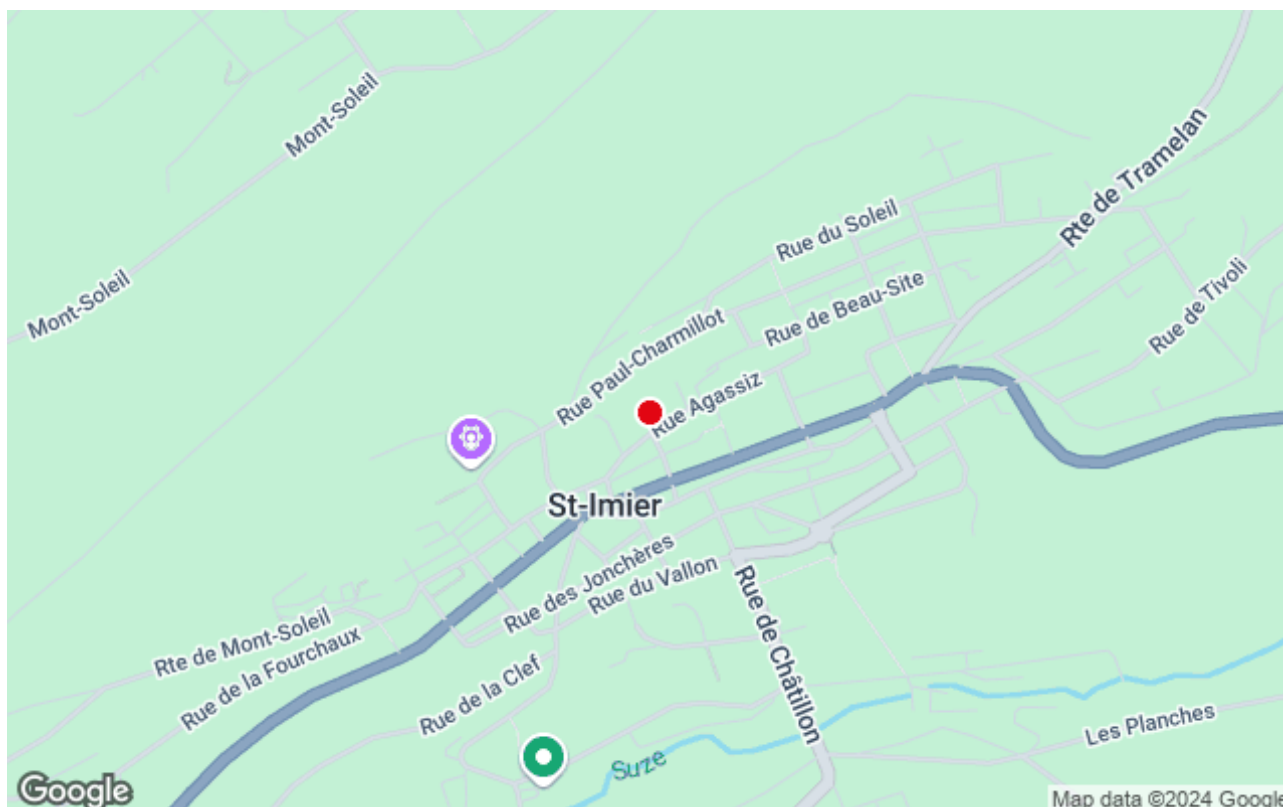 Mont-Soleil
Rte de Tramelan
Rue du Soleil
Mont-Soleil
Rue de Tivoli
Rue de Beau-Site
Rue Paul-Charmillot
Rue Agassiz
St-Imier
Rue des Jonchères
Rue du Vallon
Rte de Mont-Soleil
Rue de la Fourchaux
Rue de Châtillon
Rue de la Clef
Les Planches
Suze
Google
Map data ©2024 Google